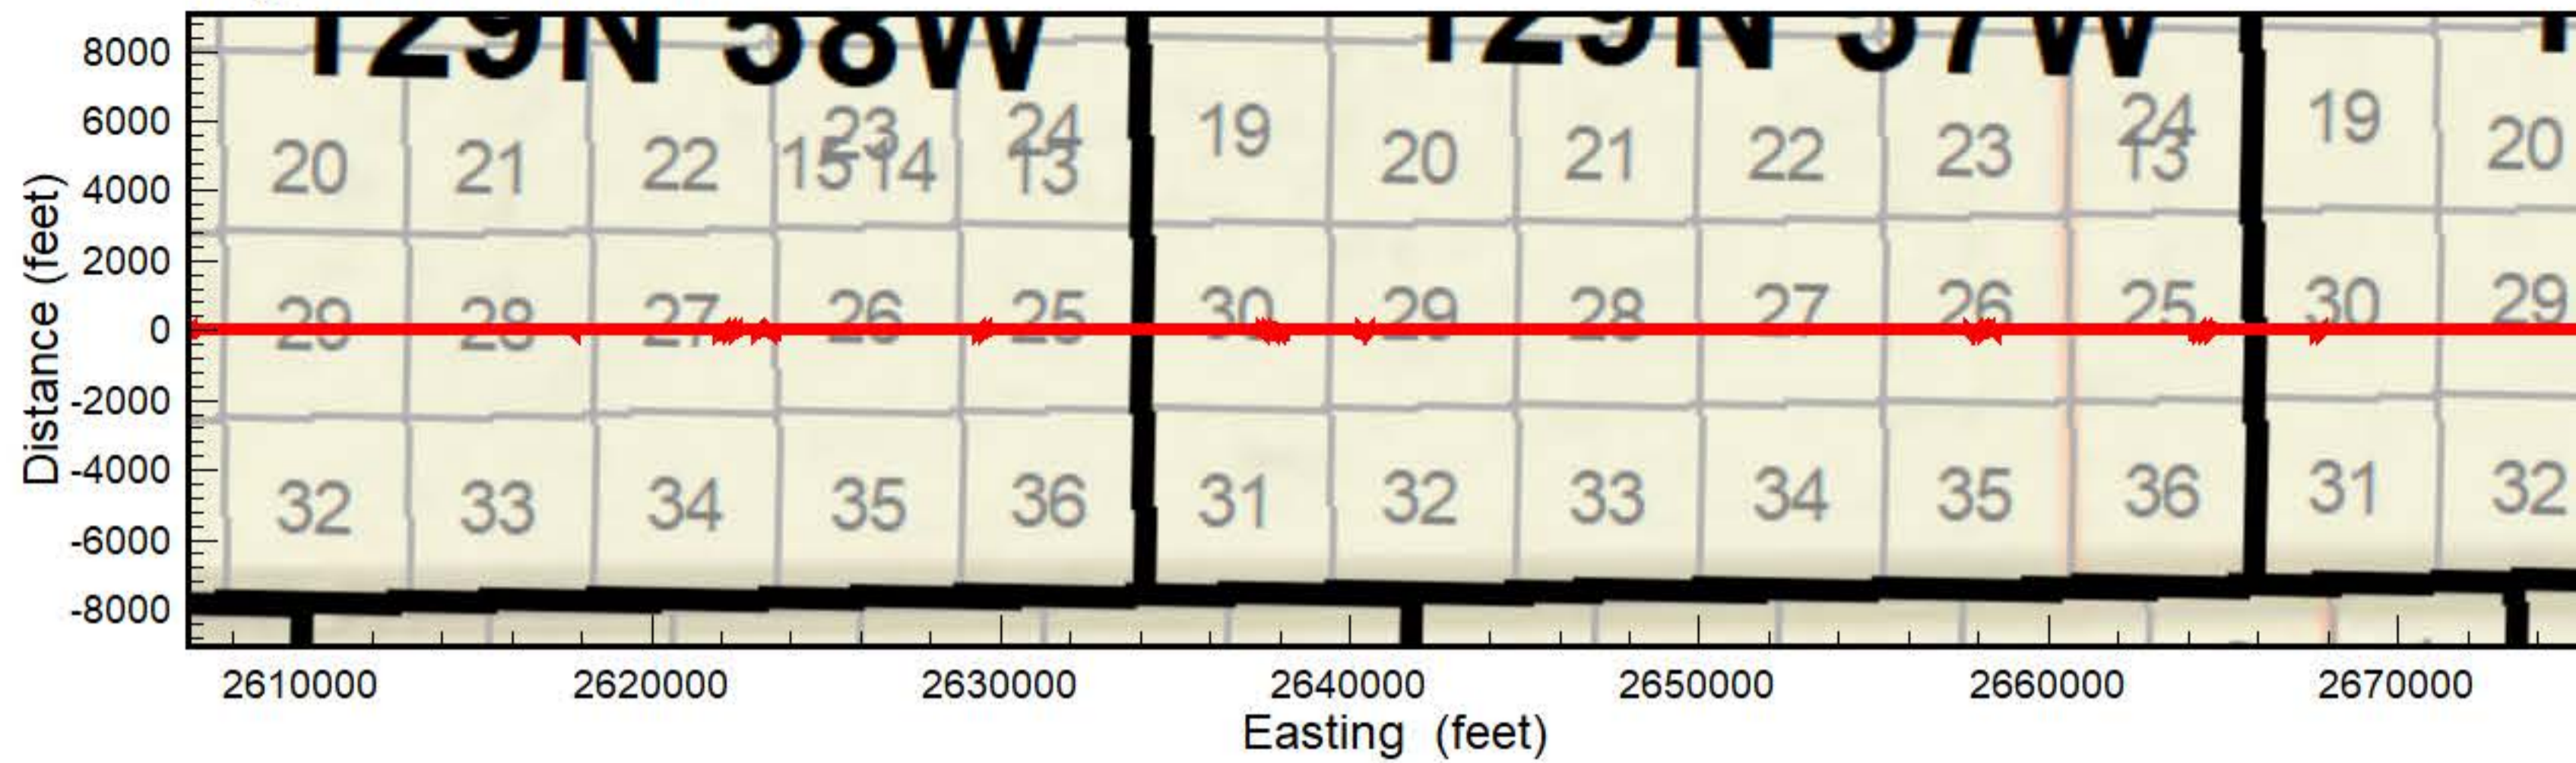 129N 58W 129N 57W
8000
6000 23 24 19 24 19
20 21 22 15 14 13 20 21 22 23 13 20
4000
2000
29 28 27 26 25 30 29 28 27 26 25 30 29
0
-2000
-4000
32 33 34 35 36 31 32 33 34 35 36 31 32
-6000
-8000
Distance (feet)
2610000 2620000 2630000 2640000 2650000 2660000 2670000
Easting (feet)